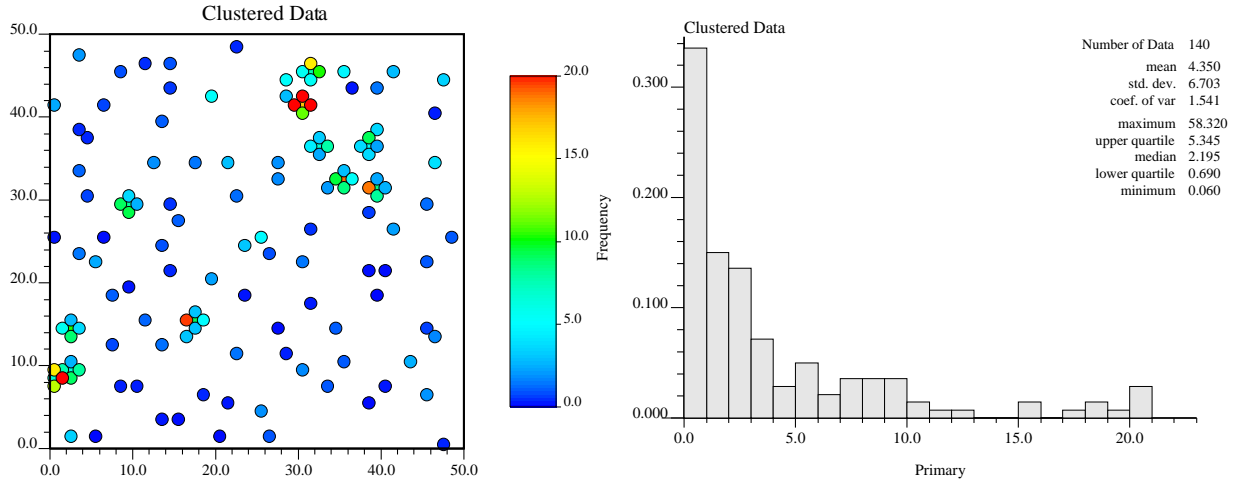 Clustered Data
50.0
40.0
30.0
20.0
10.0
0.0
0.0 10.0 20.0 30.0 40.0 50.0
20.0
15.0
10.0
5.0
0.0
Clustered Data
Frequency
0.300
0.200
0.100
0.000
0.0 5.0 10.0 15.0 20.0
Primary
Number of Data 140
mean 4.350
std. dev. 6.703
coef. of var 1.541
maximum 58.320
upper quartile 5.345
median 2.195
lower quartile 0.690
minimum 0.060